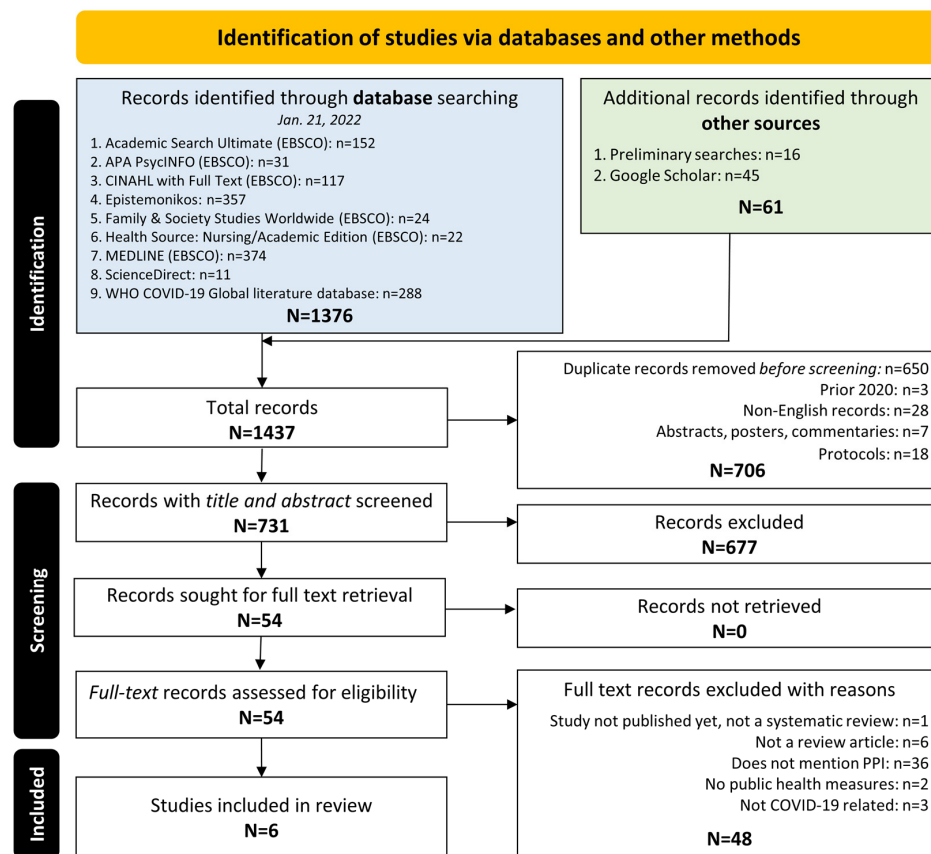 Identification of studies via databases and other methods
Identification
Records identified through database searching
Jan. 21, 2022
1. Academic Search Ultimate (EBSCO): n=152
2. APA PsycINFO (EBSCO): n=31
3. CINAHL with Full Text (EBSCO): n=117
4. Epistemonikos: n=357
5. Family & Society Studies Worldwide (EBSCO): n=24
6. Health Source: Nursing/Academic Edition (EBSCO): n=22
7. MEDLINE (EBSCO): n=374
8. ScienceDirect: n=11
9. WHO COVID-19 Global literature database: n=288
N=1376
Additional records identified through
other sources
1. Preliminary searches: n=16
2. Google Scholar: n=45
N=61
Total records
N=1437
Duplicate records removed before screening: n=650
Prior 2020: n=3
Non-English records: n=28
Abstracts, posters, commentaries: n=7
Protocols: n=18
N=706
Screening
Records with title and abstract screened
N=731
Records excluded
N=677
Records sought for full text retrieval
N=54
Records not retrieved
N=0
Full-text records assessed for eligibility
N=54
Full text records excluded with reasons
Study not published yet, not a systematic review: n=1
Not a review article: n=6
Does not mention PPI: n=36
No public health measures: n=2
Not COVID-19 related: n=3
N=48
Included
Studies included in review
N=6